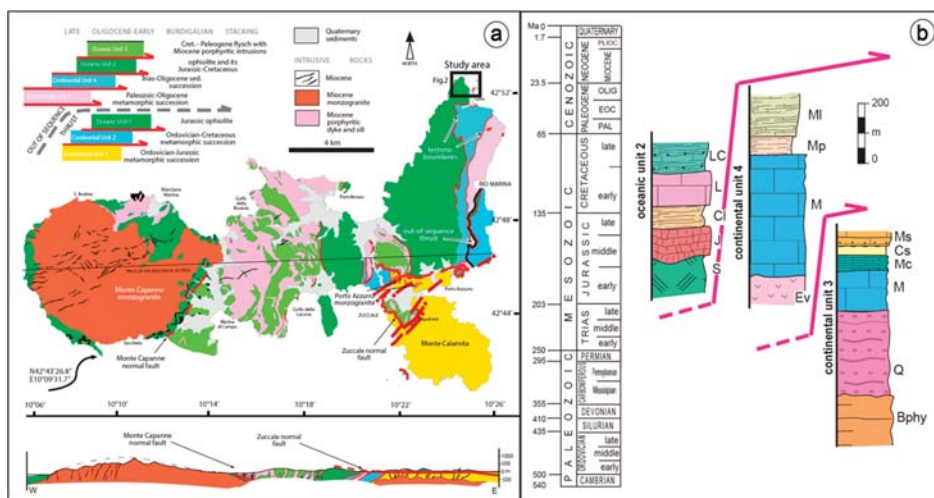 a
LATE OLIGOCENE-EARLY BURDIGALIAN STACKING
Oceanic Unit 3
Cret. - Paleogene flysch with
Miocene porphyritic intrusions
Oceanic Unit 2
ophiolite and its
Jurassic-Cretaceous
Continental Unit 4
Trias-Oligocene sed. succession
Paleozoic-Oligocene
metamorphic succession
OUT OF SEQUENCE
THRUST
Oceanic Unit 1
Jurassic ophiolite
Continental Unit 2
Ordovician-Cretaceous
metamorphic succession
Ordovician-Jurassic
metamorphic succession
Quaternary
sediments
INTRUSIVE ROCKS
Miocene
Miocene
monzogranite
Miocene
porphyritic
dyke and sill
4 km
NORTH
Study area
Fig.2
tectonic
boundaries
RIO MARINA
out-of-sequence
thrust
S. Andrea
Marciana
Marina
Golfo della
Biodola
Portoferraio
Monte Capanne
monzogranite
Marina
di Campo
Golfo della
Lacona
Porto Azzurro
monzogranite
ZUCCALE
Porto Azzurro
Zuccale normal
fault
Monte Calamita
Seccheto
Monte Capanne
normal fault
N42°43'26.8"
E10°09'31.7"
42°52'
42°48'
42°44'
10°06' 10°10' 10°14' 10°18' 10°22' 10°26'
Monte Capanne
normal fault
Zuccale normal
fault
W
E
1000 m
500
0
-500
b
Ma 0
1.7
23.5
65
135
203
250
295
355
410
435
500
540
CENOZOIC
MESOZOIC
PALEOZOIC
QUATERNARY
NEOGENE
PLIOC
MIOCENE
PALEOGENE
OLIG
EOC
PAL
CRETACEOUS
late
early
JURASSIC
late
middle
early
TRIAS
late
middle
early
PERMIAN
CARBONIFEROUS
DEVONIAN
SILURIAN
ORDOVICIAN
late
middle
early
CAMBRIAN
oceanic unit 2
LC
L
Cl
J
S
continental unit 4
Ml
Mp
M
Ev
200
m
0
continental unit 3
Ms
Cs
Mc
M
Q
Bphy